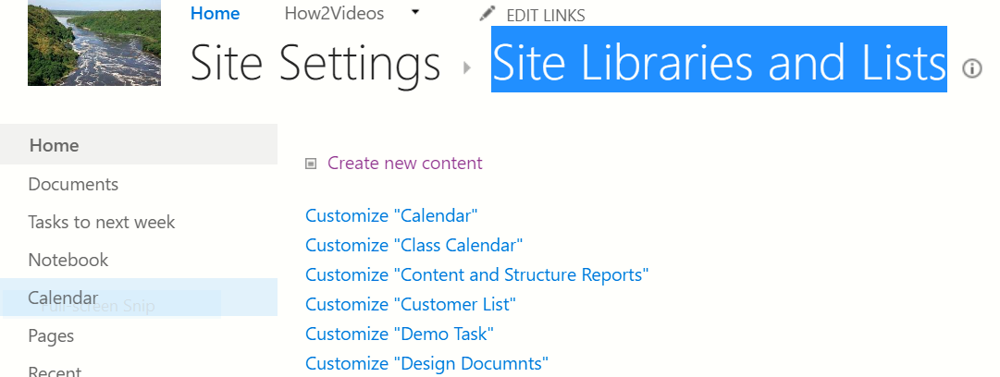 Home How2Videos EDIT LINKS
Site Settings Site Libraries and Lists
Home
Documents
Tasks to next week
Notebook
Calendar
Full-screen Snip
Pages
Recent
Create new content
Customize "Calendar"
Customize "Class Calendar"
Customize "Content and Structure Reports"
Customize "Customer List"
Customize "Demo Task"
Customize "Design Documnts"